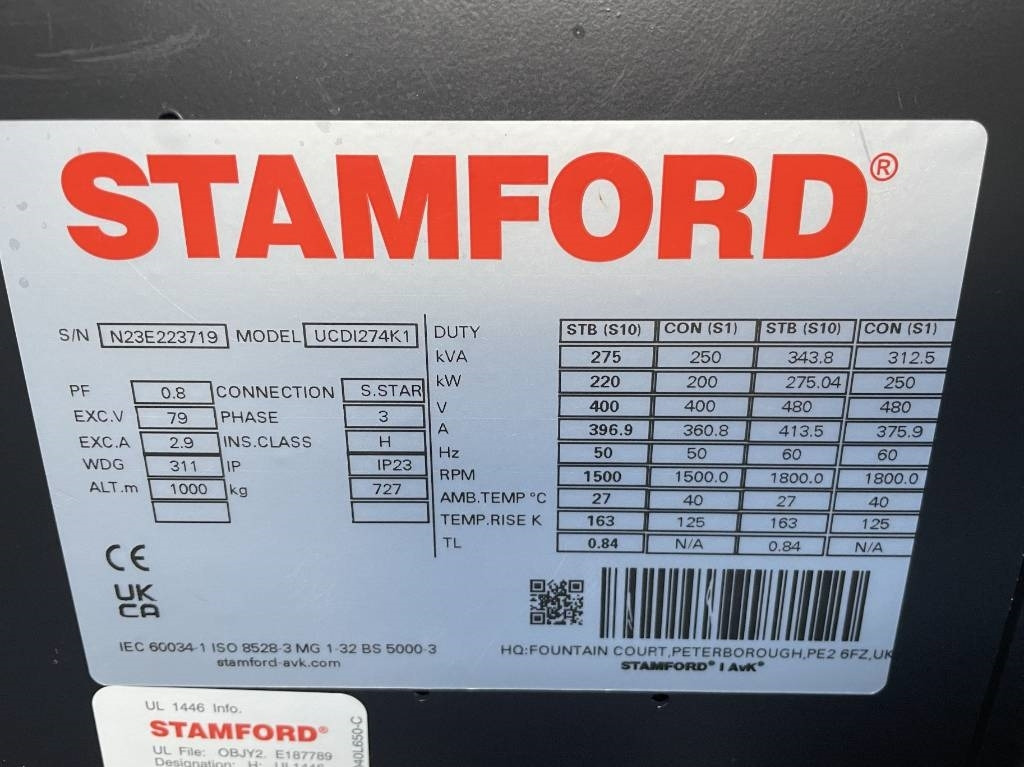 STAMFORD®
S/N N23E223719 MODEL UCDI274K1
PF 0.8 CONNECTION S.STAR
EXC.V 79 PHASE 3
EXC.A 2.9 INS.CLASS H
WDG 311 IP IP23
ALT.m 1000 kg 727
DUTY STB (S10) CON (S1) STB (S10) CON (S1)
kVA 275 250 343.8 312.5
kW 220 200 275.04 250
V 400 400 480 480
A 396.9 360.8 413.5 375.9
Hz 50 50 60 60
RPM 1500 1500.0 1800.0 1800.0
AMB.TEMP °C 27 40 27 40
TEMP.RISE K 163 125 163 125
TL 0.84 N/A 0.84 N/A
CE
UK
CA
IEC 60034-1 ISO 8528-3 MG 1-32 BS 5000-3
stamford-avk.com
HQ:FOUNTAIN COURT,PETERBOROUGH,PE2 6FZ,UK
STAMFORD® | AvK®
UL 1446 Info.
STAMFORD®
UL File: OBJY2. E187789
Designation: H: UL1446
040L650-C